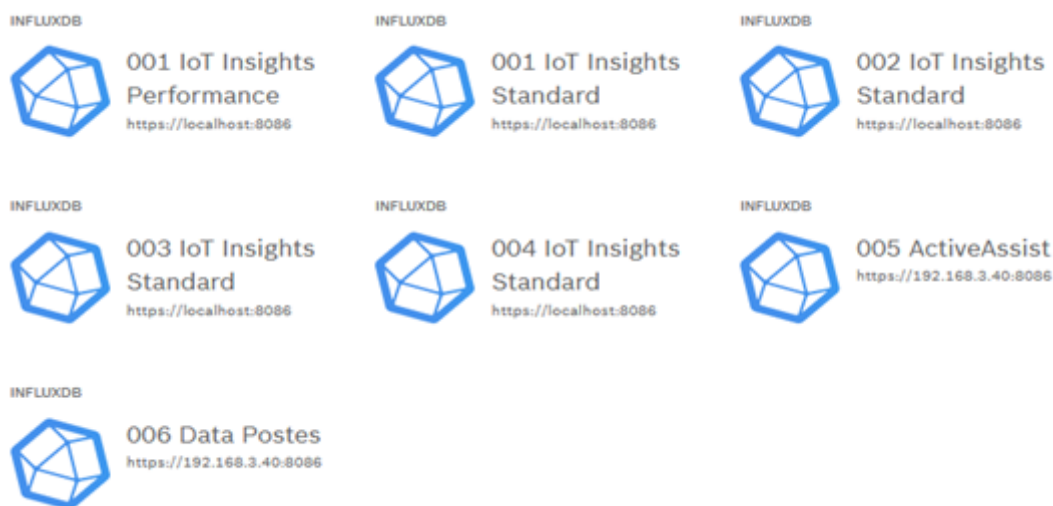 INFLUXDB
001 IoT Insights
Performance
https://localhost:8086
INFLUXDB
001 IoT Insights
Standard
https://localhost:8086
INFLUXDB
002 IoT Insights
Standard
https://localhost:8086
INFLUXDB
003 IoT Insights
Standard
https://localhost:8086
INFLUXDB
004 IoT Insights
Standard
https://localhost:8086
INFLUXDB
005 ActiveAssist
https://192.168.3.40:8086
INFLUXDB
006 Data Postes
https://192.168.3.40:8086